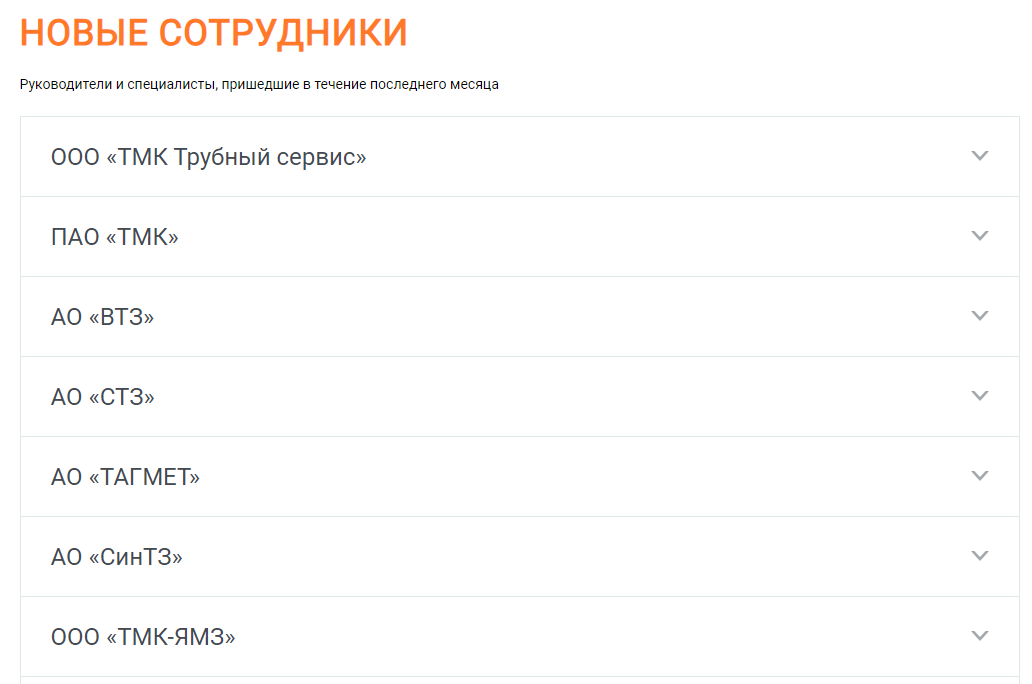 НОВЫЕ СОТРУДНИКИ
Руководители и специалисты, пришедшие в течение последнего месяца
ООО «ТМК Трубный сервис»
ПАО «ТМК»
АО «ВТЗ»
АО «СТЗ»
АО «ТАГМЕТ»
АО «СинТЗ»
ООО «ТМК-ЯМЗ»